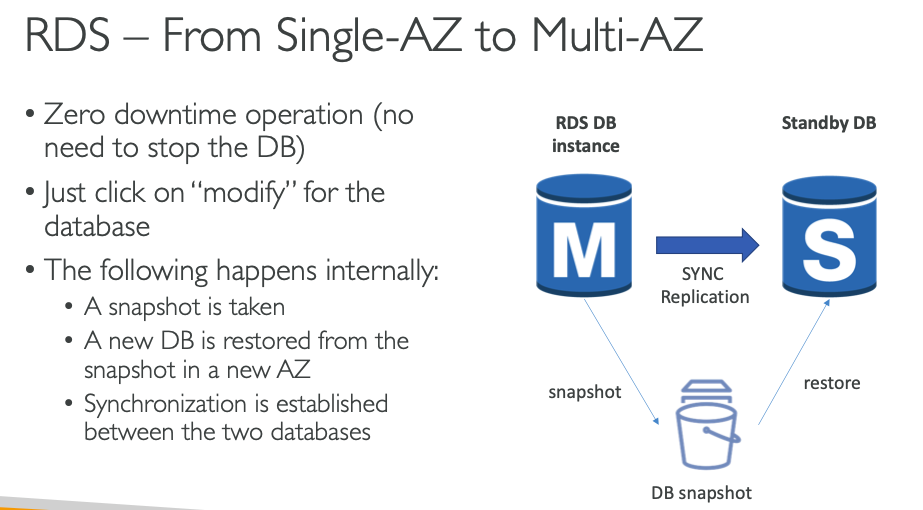 RDS – From Single-AZ to Multi-AZ
• Zero downtime operation (no
need to stop the DB)
• Just click on “modify” for the
database
• The following happens internally:
• A snapshot is taken
• A new DB is restored from the
snapshot in a new AZ
• Synchronization is established
between the two databases
RDS DB
instance
Standby DB
M
S
SYNC
Replication
snapshot
restore
DB snapshot